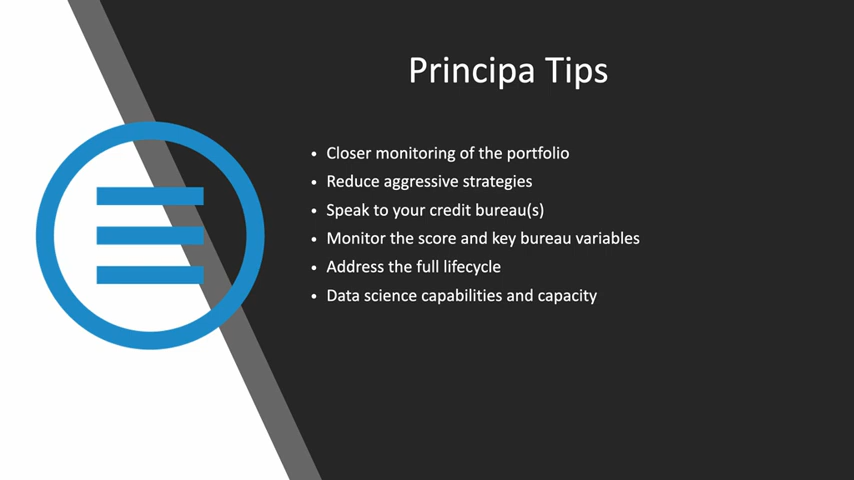 Principa Tips
• Closer monitoring of the portfolio
• Reduce aggressive strategies
• Speak to your credit bureau(s)
• Monitor the score and key bureau variables
• Address the full lifecycle
• Data science capabilities and capacity